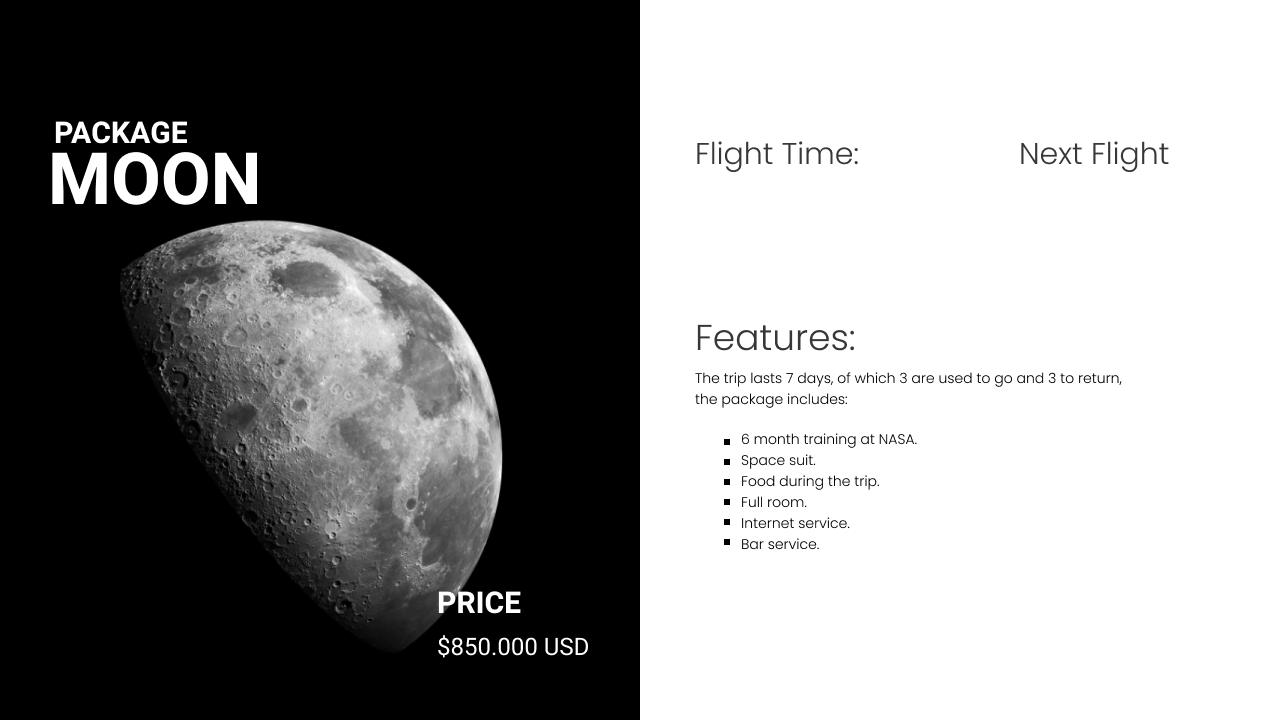 PACKAGE
MOON
PRICE
$850.000 USD
Flight Time:
Next Flight
Features:
The trip lasts 7 days, of which 3 are used to go and 3 to return,
the package includes:
6 month training at NASA.
Space suit.
Food during the trip.
Full room.
Internet service.
Bar service.